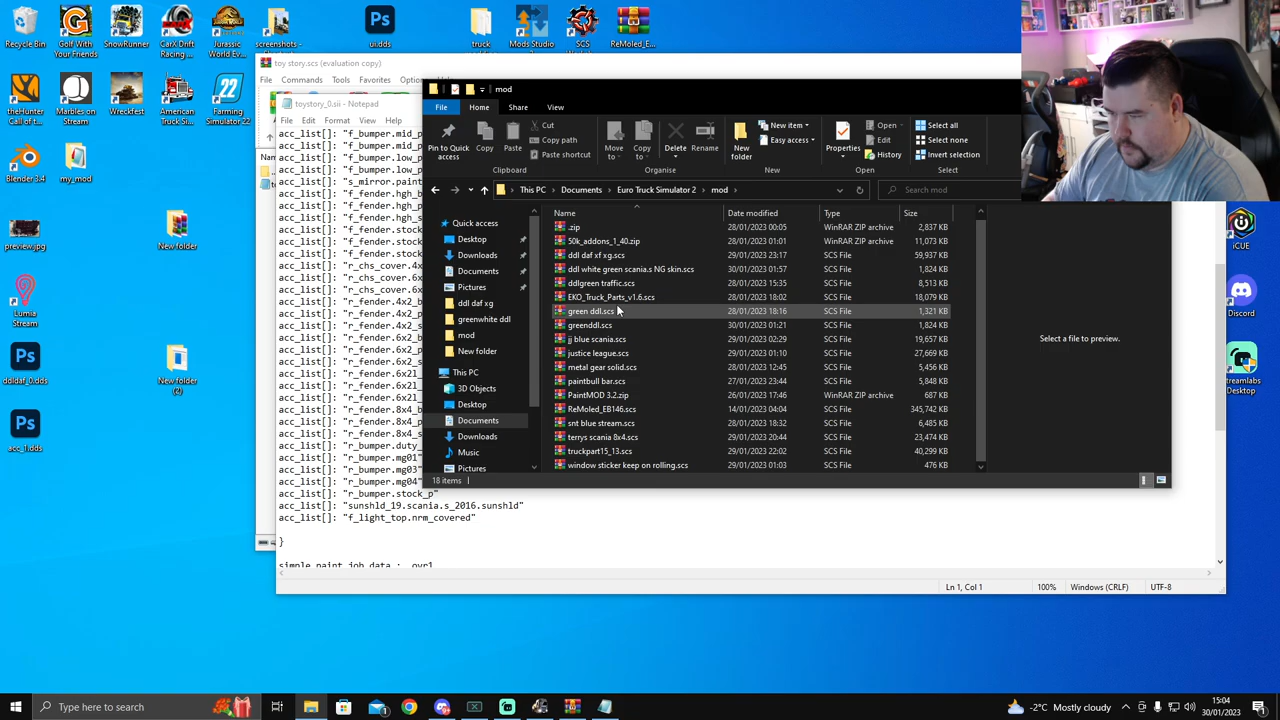 Recycle Bin
Golf With
Your Friends
SnowRunner
CarX Drift
Racing ...
Jurassic
World Ev...
screenshots -
ui.dds
truck
Mods Studio
SCS
ReMoled_E...
theHunter
Call of ...
Marbles on
Stream
Wreckfest
American
Truck Si...
Farming
Simulator 22
Blender 3.4
my_mod
preview.jpg
New folder
Lumia
Stream
ddldaf_0.dds
New folder
(2)
acc_1.dds
iCUE
Discord
Streamlabs
Desktop
toy story.scs (evaluation copy)
File Commands Tools Favorites Options
toystory_0.sii - Notepad
File Edit Format View Help
acc_list[]: "f_bumper.mid_p
acc_list[]: "f_bumper.mid_p
acc_list[]: "f_bumper.low_p
acc_list[]: "f_bumper.low_p
acc_list[]: "s_mirror.paint
acc_list[]: "f_fender.hgh_b
acc_list[]: "f_fender.hgh_c
acc_list[]: "f_fender.hgh_s
acc_list[]: "f_fender.stock
acc_list[]: "f_fender.stock
acc_list[]: "f_fender.stock
acc_list[]: "r_chs_cover.4x
acc_list[]: "r_chs_cover.6x
acc_list[]: "r_chs_cover.6x
acc_list[]: "r_fender.4x2_b
acc_list[]: "r_fender.4x2_p
acc_list[]: "r_fender.4x2_s
acc_list[]: "r_fender.6x2_b
acc_list[]: "r_fender.6x2_p
acc_list[]: "r_fender.6x2_s
acc_list[]: "r_fender.6x2l_
acc_list[]: "r_fender.6x2l_
acc_list[]: "r_fender.6x2l_
acc_list[]: "r_fender.8x4_b
acc_list[]: "r_fender.8x4_p
acc_list[]: "r_fender.8x4_s
acc_list[]: "r_bumper.duty_
acc_list[]: "r_bumper.mg01"
acc_list[]: "r_bumper.mg03"
acc_list[]: "r_bumper.mg04"
acc_list[]: "r_bumper.stock_p"
acc_list[]: "sunshld_19.scania.s_2016.sunshld"
acc_list[]: "f_light_top.nrm_covered"
}
simple_paint_job_data : .ovr1
Ln 1, Col 1 100% Windows (CRLF) UTF-8
mod
File Home Share View
Pin to Quick
access
Copy
Paste
Cut
Copy path
Paste shortcut
Clipboard
Move
to
Copy
to
Delete
Rename
Organise
New
folder
New item
Easy access
New
Properties
Open
Edit
History
Open
Select all
Select none
Invert selection
Select
This PC Documents Euro Truck Simulator 2 mod
Search mod
Name Date modified Type Size
Quick access
Desktop
Downloads
Documents
Pictures
ddl daf xg
greenwhite ddl
mod
New folder
This PC
3D Objects
Desktop
Documents
Downloads
Music
Pictures
.zip 28/01/2023 00:05 WinRAR ZIP archive 2,837 KB
50k_addons_1_40.zip 28/01/2023 01:01 WinRAR ZIP archive 11,073 KB
ddl daf xf xg.scs 29/01/2023 23:17 SCS File 59,937 KB
ddl white green scania.s NG skin.scs 30/01/2023 01:57 SCS File 1,824 KB
ddlgreen traffic.scs 28/01/2023 15:35 SCS File 8,513 KB
EKO_Truck_Parts_v1.6.scs 28/01/2023 18:02 SCS File 18,079 KB
green ddl.scs 28/01/2023 18:16 SCS File 1,321 KB
greenddl.scs 30/01/2023 01:21 SCS File 1,824 KB
jj blue scania.scs 29/01/2023 02:29 SCS File 19,657 KB
justice league.scs 29/01/2023 01:10 SCS File 27,669 KB
metal gear solid.scs 28/01/2023 12:45 SCS File 5,456 KB
paintbull bar.scs 27/01/2023 23:44 SCS File 5,848 KB
PaintMOD 3.2.zip 26/01/2023 17:46 WinRAR ZIP archive 687 KB
ReMoled_EB146.scs 14/01/2023 04:04 SCS File 345,742 KB
snt blue stream.scs 28/01/2023 18:32 SCS File 6,485 KB
terrys scania 8x4.scs 29/01/2023 20:44 SCS File 23,474 KB
truckpart15_13.scs 29/01/2023 22:02 SCS File 40,299 KB
window sticker keep on rolling.scs 29/01/2023 01:03 SCS File 476 KB
Select a file to preview.
18 items
Type here to search
-2°C Mostly cloudy
15:04
30/01/2023